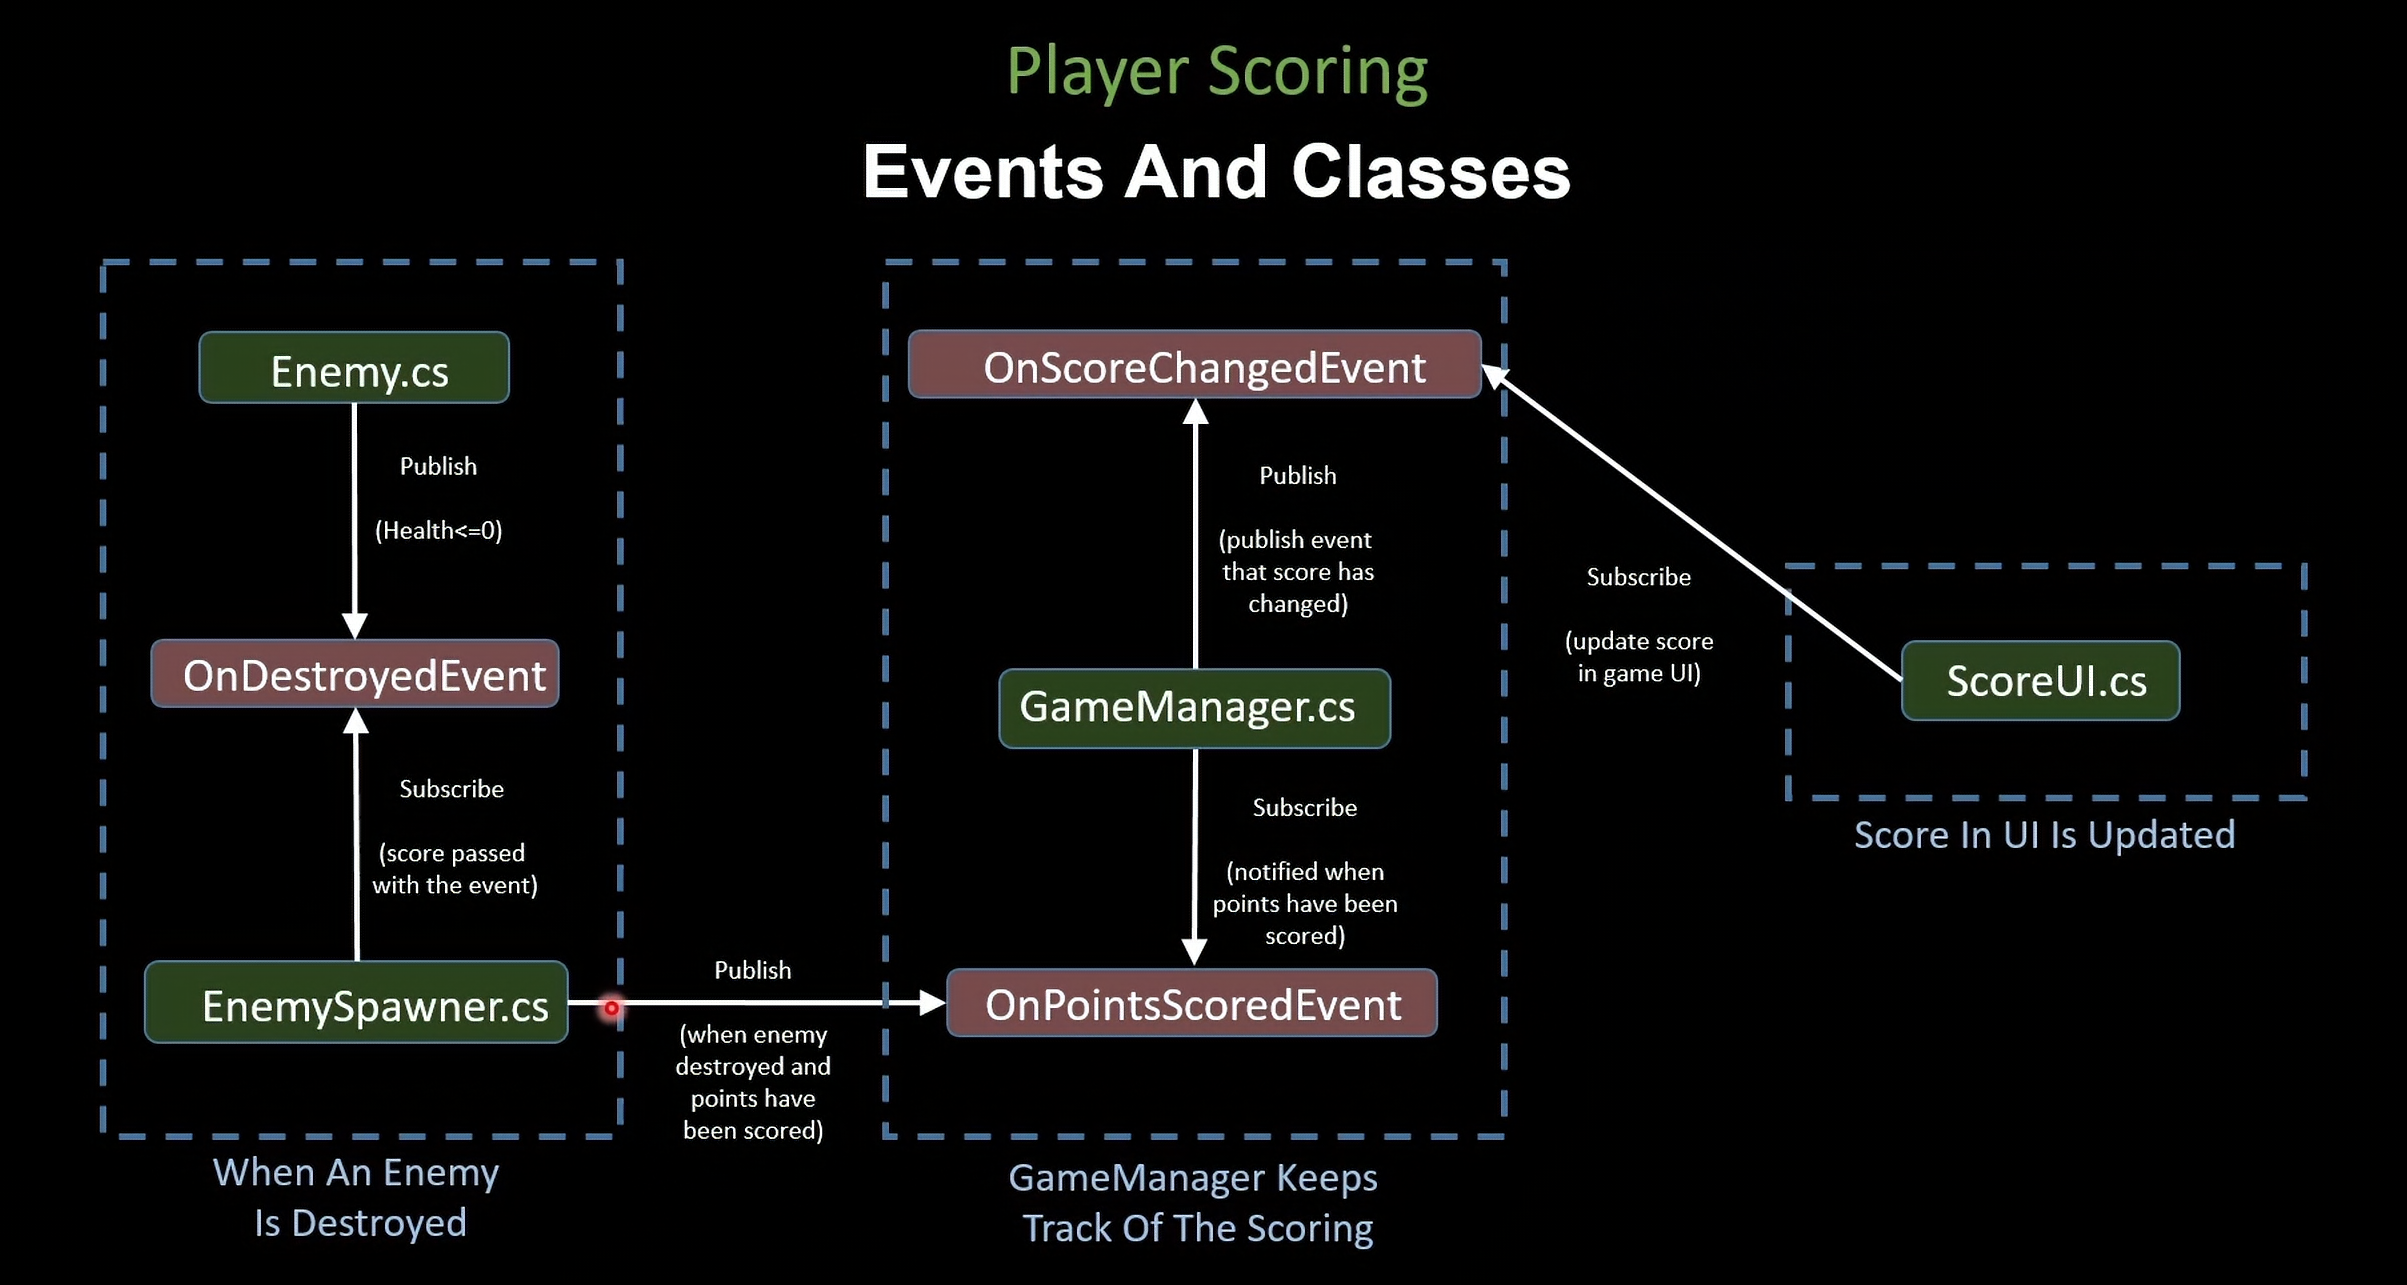 Player Scoring
Events And Classes
Enemy.cs
Publish
(Health<=0)
OnDestroyedEvent
Subscribe
(score passed
with the event)
EnemySpawner.cs
When An Enemy
Is Destroyed
Publish
(when enemy
destroyed and
points have
been scored)
OnScoreChangedEvent
Publish
(publish event
that score has
changed)
GameManager.cs
Subscribe
(notified when
points have been
scored)
OnPointsScoredEvent
GameManager Keeps
Track Of The Scoring
Subscribe
(update score
in game UI)
ScoreUI.cs
Score In UI Is Updated